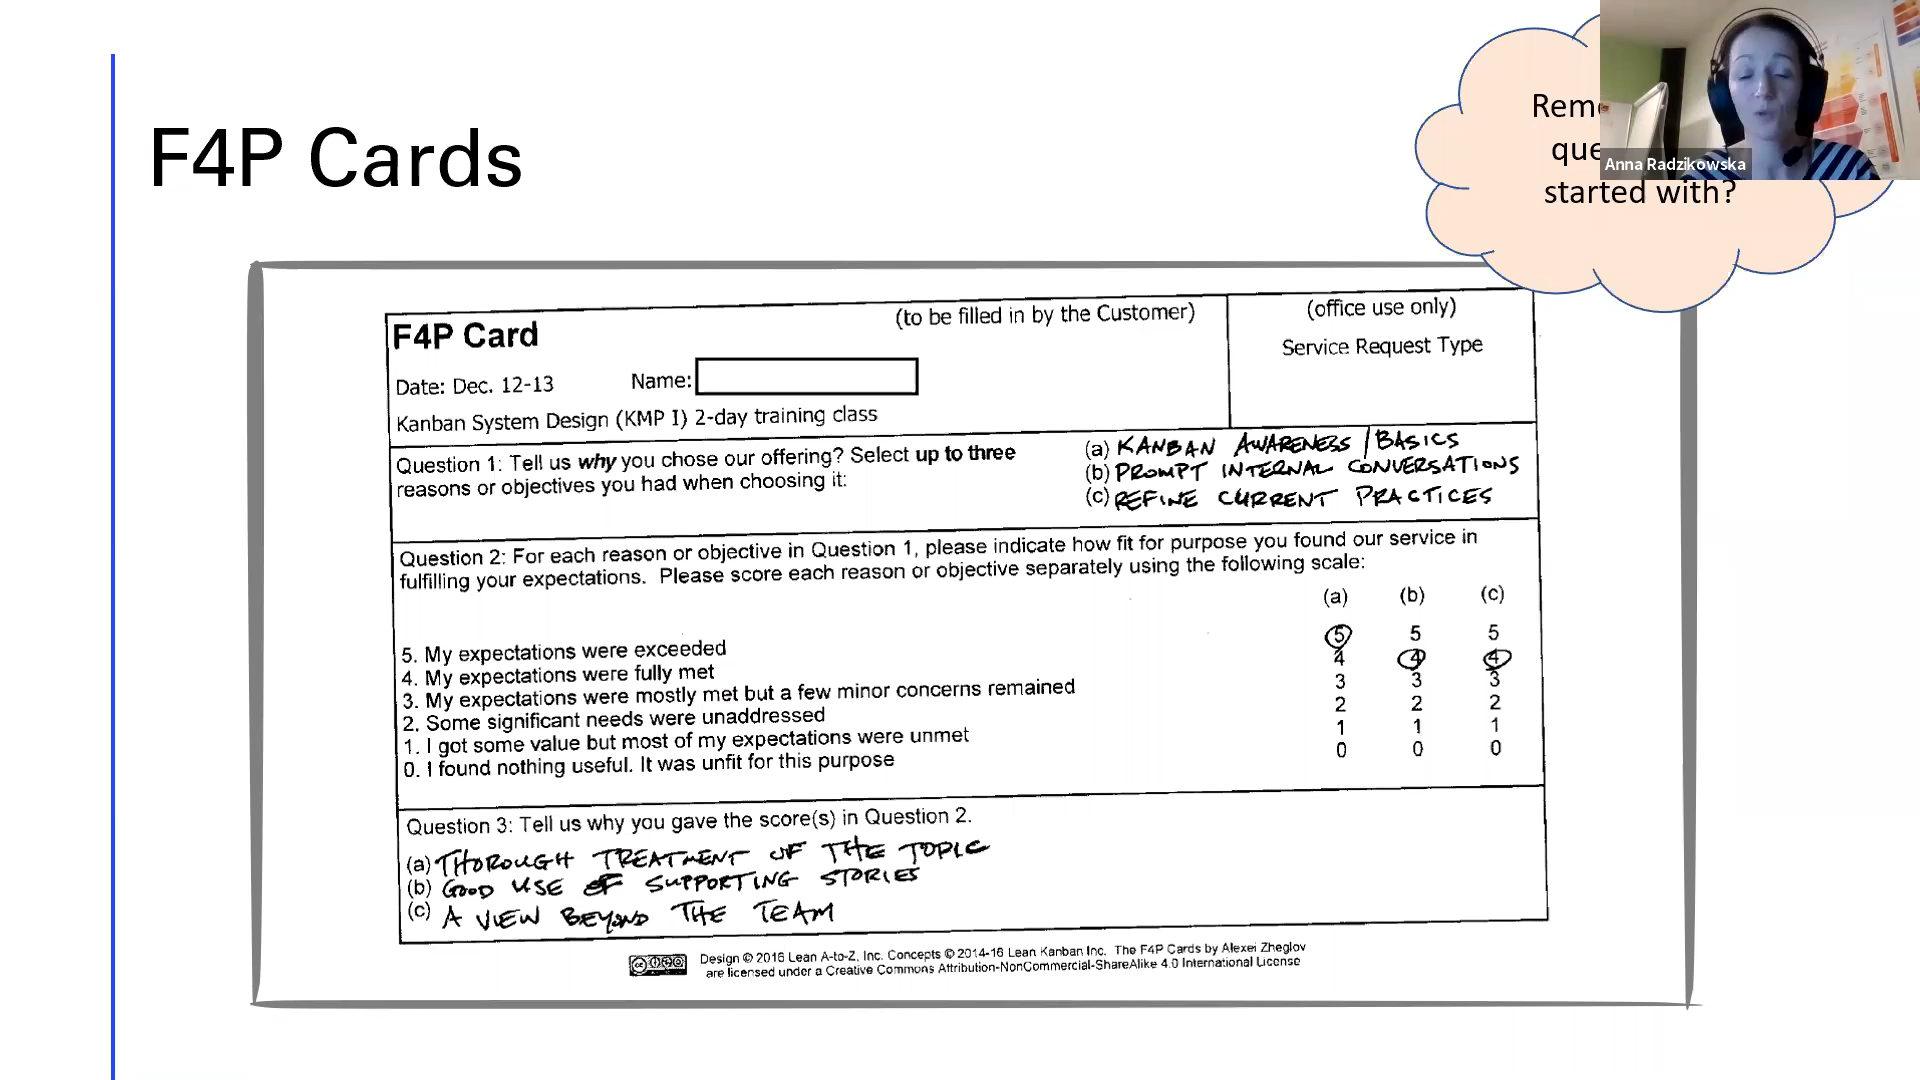 F4P Cards
Rem
que
started with?
Anna Radzikowska
F4P Card
(to be filled in by the Customer)
(office use only)
Service Request Type
Date: Dec. 12-13
Name:
Kanban System Design (KMP I) 2-day training class
Question 1: Tell us why you chose our offering? Select up to three
reasons or objectives you had when choosing it:
(a) KANBAN AWARENESS / BASICS
(b) PROMPT INTERNAL CONVERSATIONS
(c) REFINE CURRENT PRACTICES
Question 2: For each reason or objective in Question 1, please indicate how fit for purpose you found our service in
fulfilling your expectations. Please score each reason or objective separately using the following scale:
(a) (b) (c)
5. My expectations were exceeded 5 5 5
4. My expectations were fully met 4 4 4
3. My expectations were mostly met but a few minor concerns remained 3 3 3
2. Some significant needs were unaddressed 2 2 2
1. I got some value but most of my expectations were unmet 1 1 1
0. I found nothing useful. It was unfit for this purpose 0 0 0
Question 3: Tell us why you gave the score(s) in Question 2.
(a) THOROUGH TREATMENT OF THE TOPIC
(b) GOOD USE OF SUPPORTING STORIES
(c) A VIEW BEYOND THE TEAM
Design © 2016 Lean A-to-Z, Inc. Concepts © 2014-16 Lean Kanban Inc. The F4P Cards by Alexei Zheglov
are licensed under a Creative Commons Attribution-NonCommercial-ShareAlike 4.0 International License